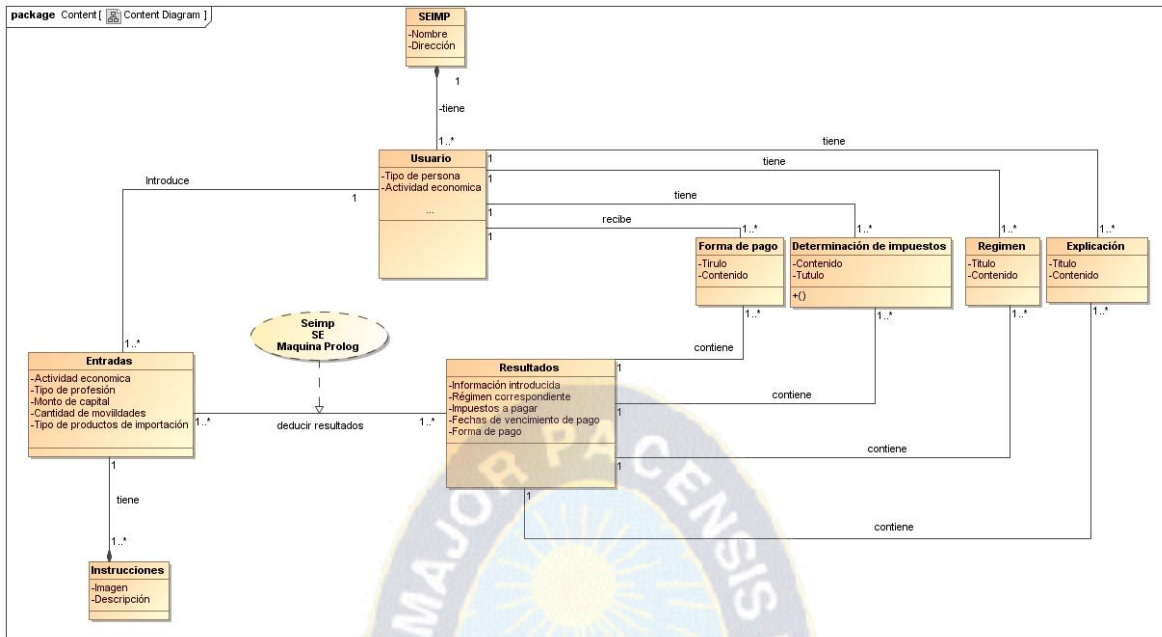 package Content[ Content Diagram ]
SEIMP
-Nombre
-Dirección
1
-tiene
1..*
Usuario
-Tipo de persona
-Actividad economica
...
1
tiene
1..*
1
tiene
1..*
1
tiene
1..*
1
recibe
1..*
1
Introduce
1..*
Forma de pago
-Tirulo
-Contenido
1..*
Determinación de impuestos
-Contenido
-Tutulo
+()
1..*
Regimen
-Titulo
-Contenido
1..*
Explicación
-Titulo
-Contenido
1..*
Seimp
SE
Maquina Prolog
Entradas
-Actividad economica
-Tipo de profesión
-Monto de capital
-Cantidad de moviildades
-Tipo de productos de importación
1..*
deducir resultados
1..*
Resultados
-Información introducida
-Régimen correspondiente
-Impuestos a pagar
-Fechas de vencimiento de pago
-Forma de pago
1
contiene
1
contiene
1
contiene
1
contiene
1
tiene
1..*
Instrucciones
-Imagen
-Descripción
MAJOR PACENSIS